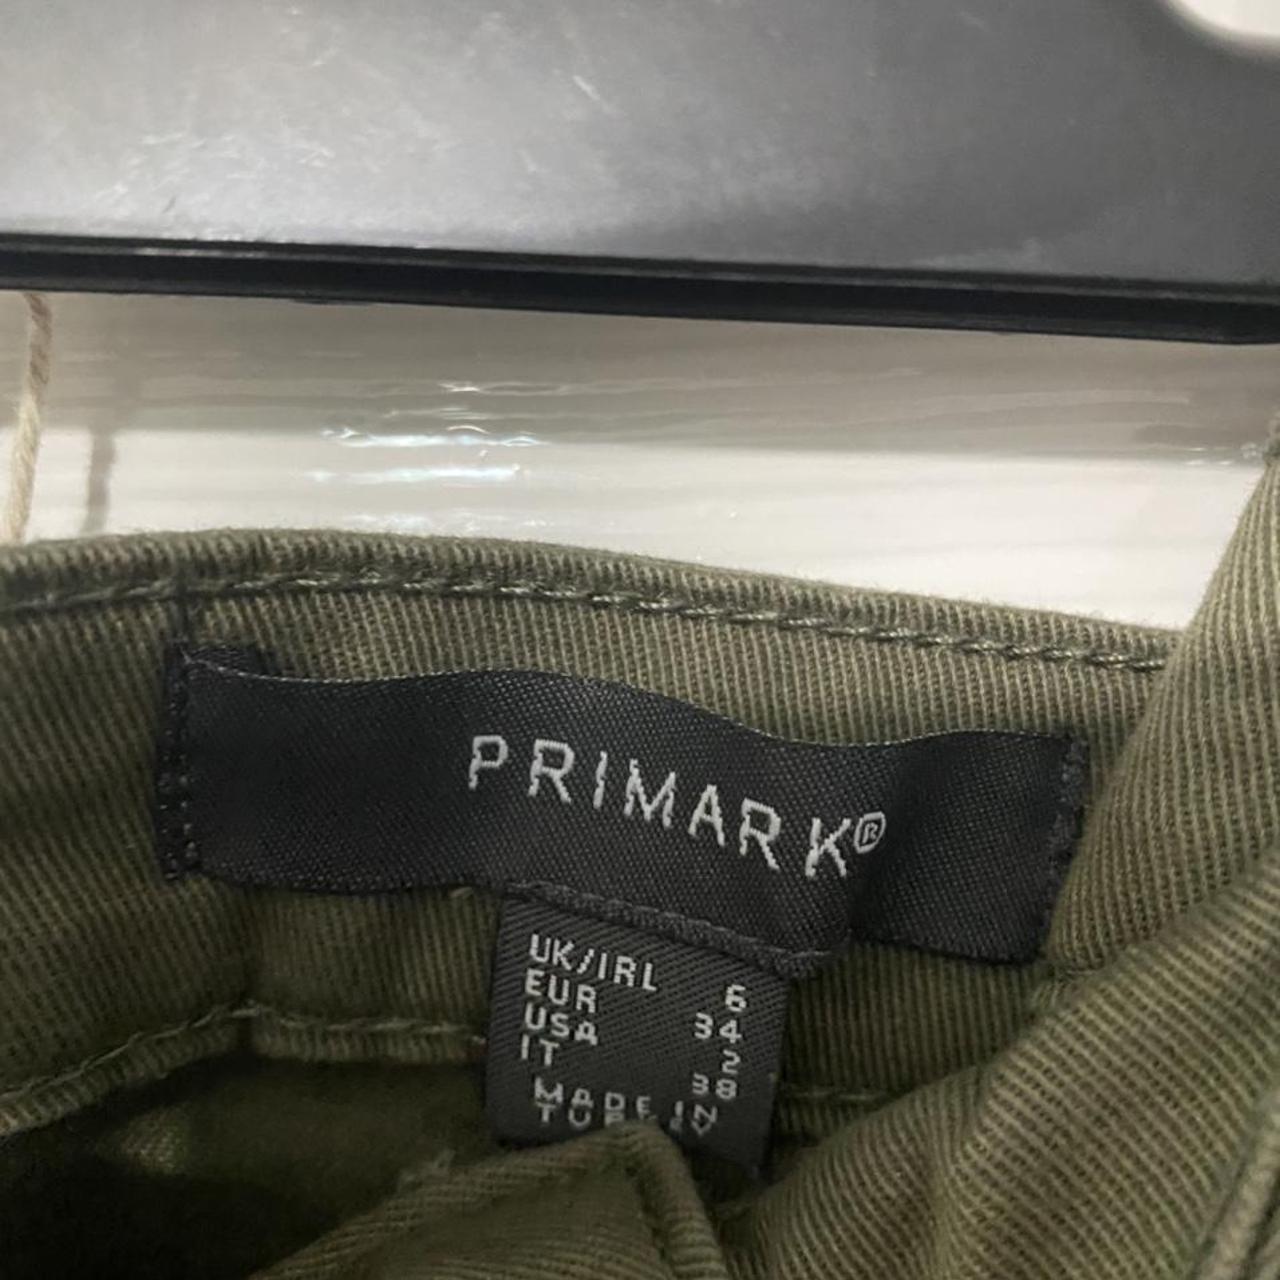 PRIMARK®
UK/IRL 6
EUR 34
USA 2
IT 38
MADE IN
TURKEY